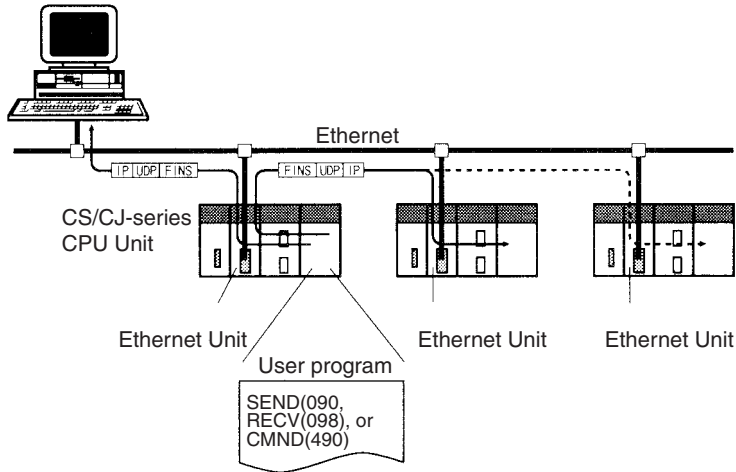 Ethernet
IP UDP FINS
FINS UDP IP
CS/CJ-series
CPU Unit
Ethernet Unit
Ethernet Unit
Ethernet Unit
User program
SEND(090,
RECV(098), or
CMND(490)